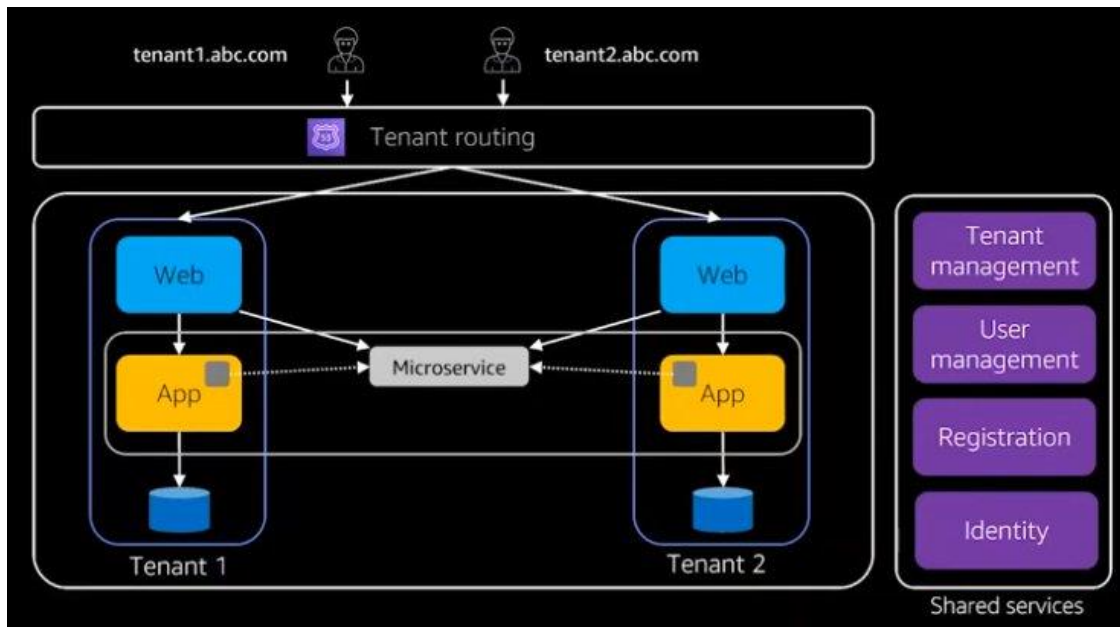 tenant1.abc.com
tenant2.abc.com
53
Tenant routing
Web
Web
Microservice
App
App
Tenant 1
Tenant 2
Tenant
management
User
management
Registration
Identity
Shared services